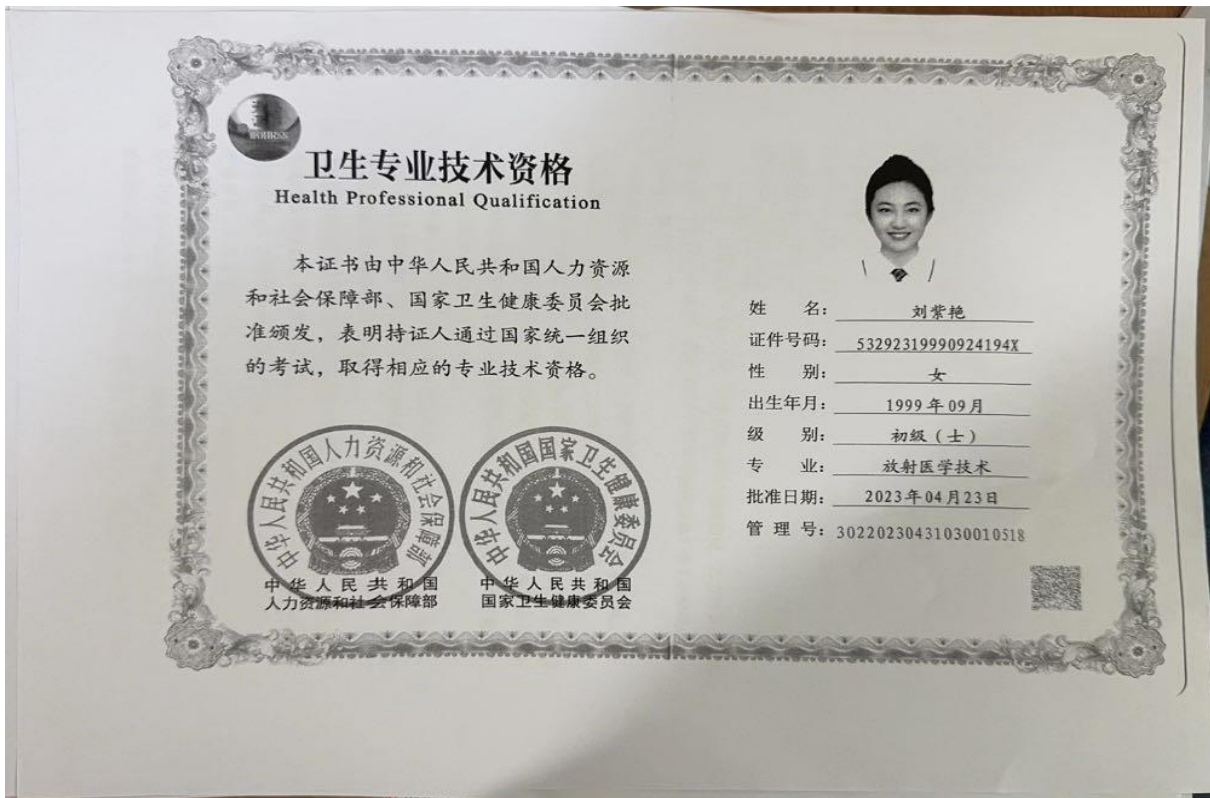 卫生专业技术资格
Health Professional Qualification
本证书由中华人民共和国人力资源
和社会保障部、国家卫生健康委员会批
准颁发，表明持证人通过国家统一组织
的考试，取得相应的专业技术资格。
中华人民共和国人力资源和社会保障部
中华人民共和国国家卫生健康委员会
中华人民共和国
人力资源和社会保障部
中华人民共和国
国家卫生健康委员会
姓 名： 刘紫艳
证件号码： 53292319990924194X
性 别： 女
出生年月： 1999年09月
级 别： 初级（士）
专 业： 放射医学技术
批准日期： 2023年04月23日
管 理 号： 30220230431030010518